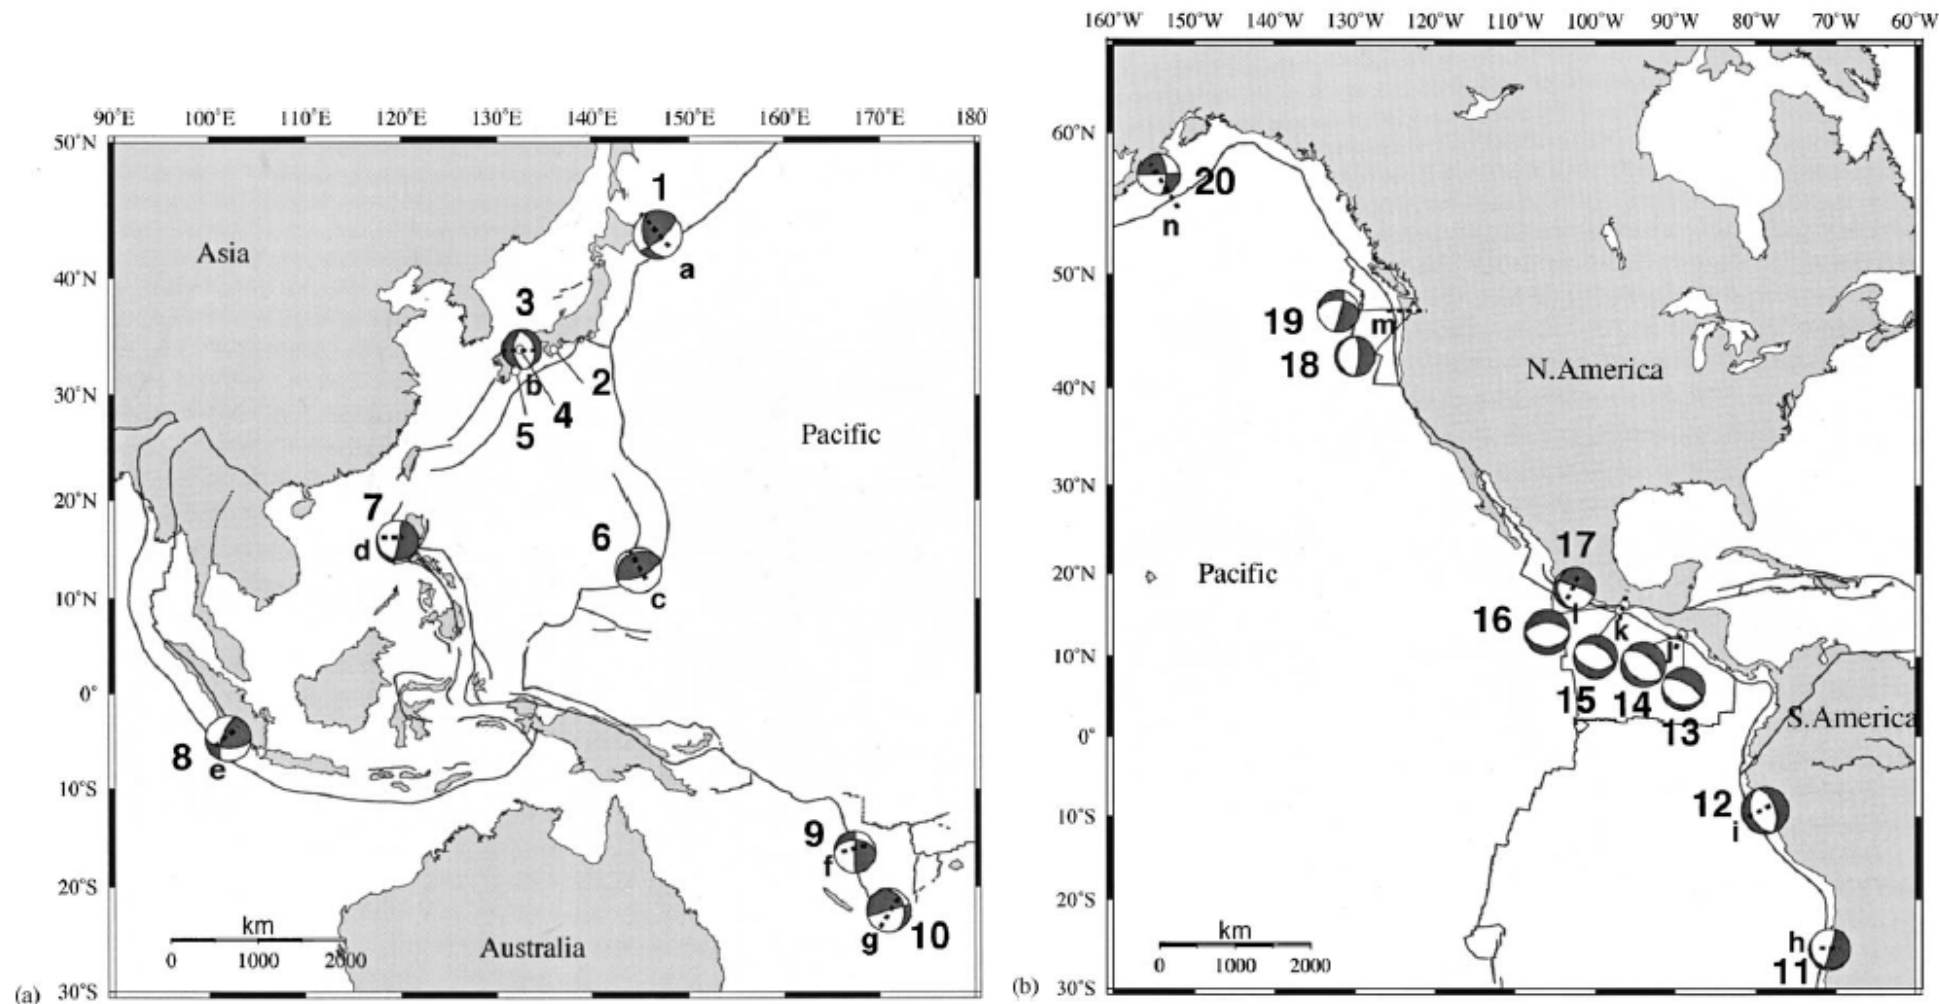 90°E 100°E 110°E 120°E 130°E 140°E 150°E 160°E 170°E 180
50°N
40°N
30°N
20°N
10°N
0°
10°S
20°S
30°S
Asia
Pacific
Australia
1
a
3
b
2
4
5
7
d
6
c
8
e
9
f
g
10
km
0 1000 2000
(a)
160°W 150°W 140°W 130°W 120°W 110°W 100°W 90°W 80°W 70°W 60°W
60°N
50°N
40°N
30°N
20°N
10°N
0°
10°S
20°S
30°S
20
n
19
m
18
N.America
Pacific
17
l
16
k
j
15
14
13
S.America
12
i
h
11
km
0 1000 2000
(b)